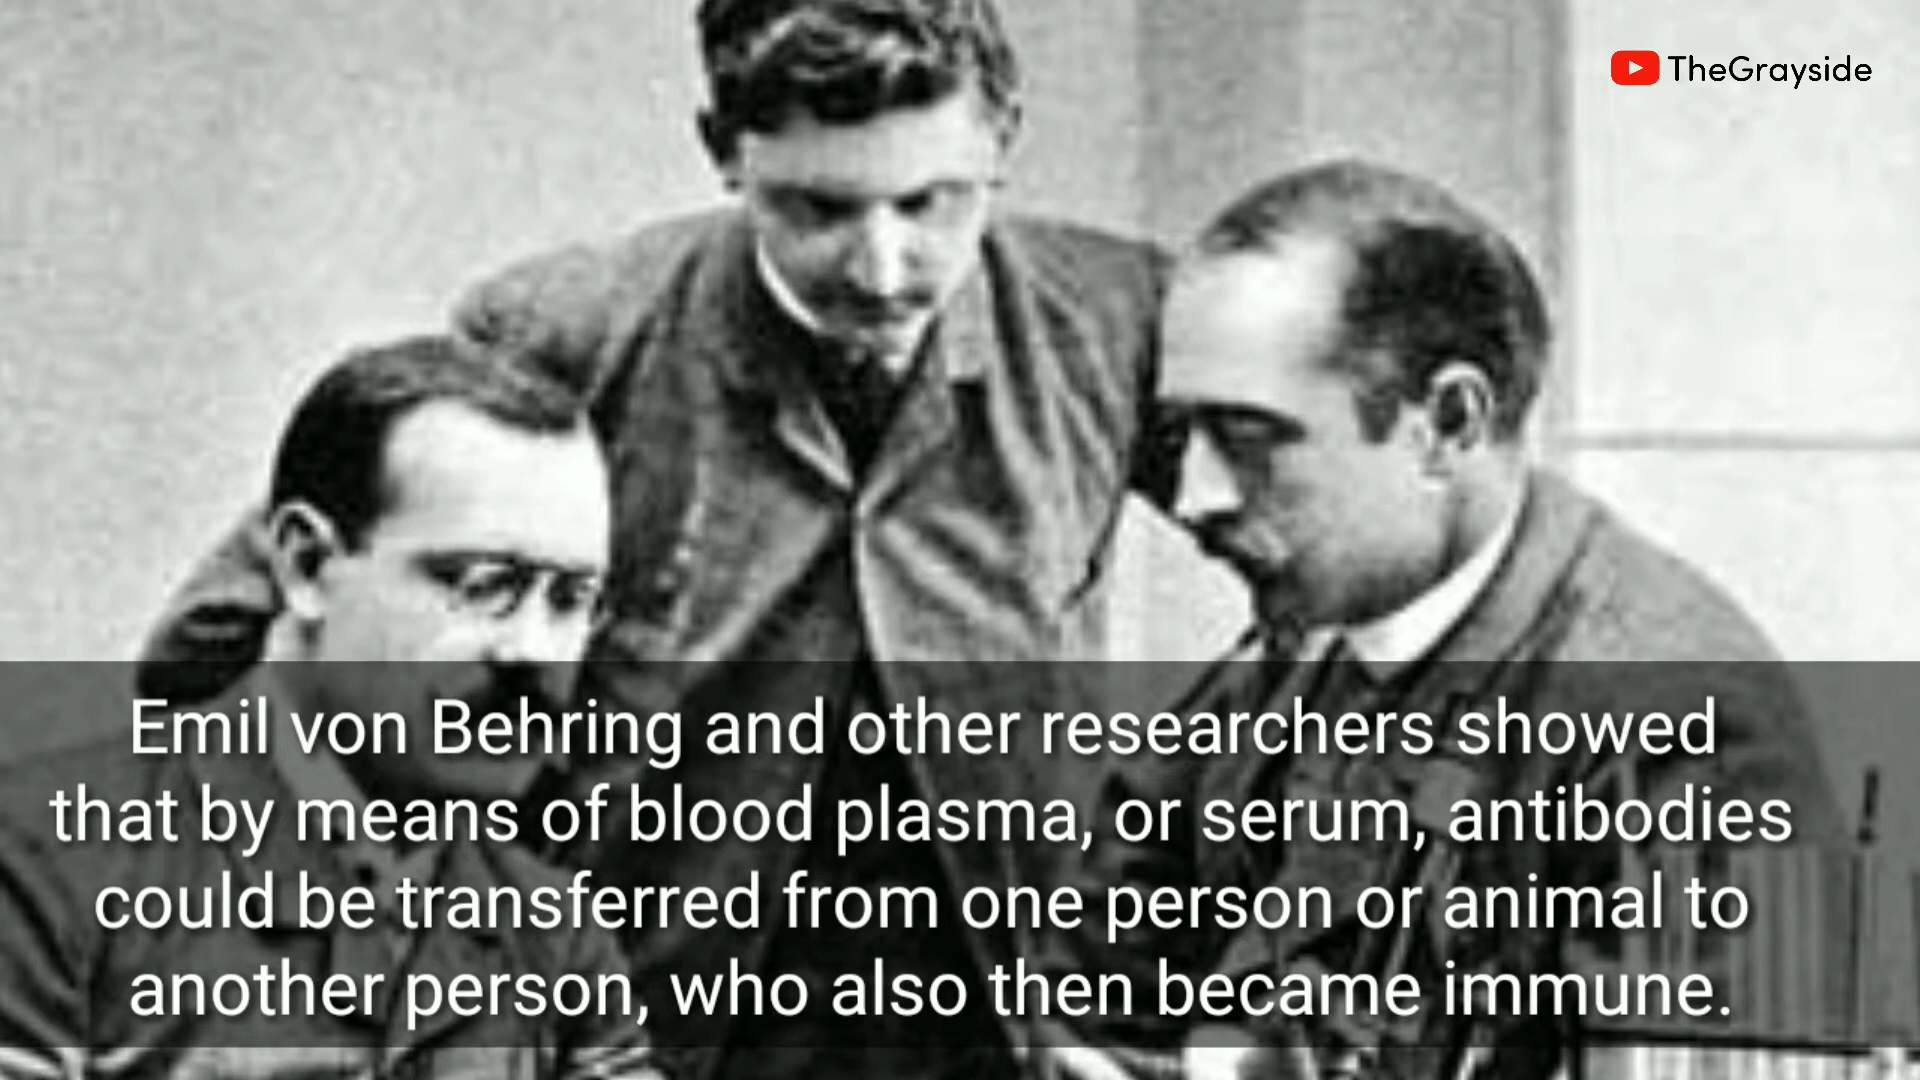 TheGrayside
Emil von Behring and other researchers showed
that by means of blood plasma, or serum, antibodies
could be transferred from one person or animal to
another person, who also then became immune.